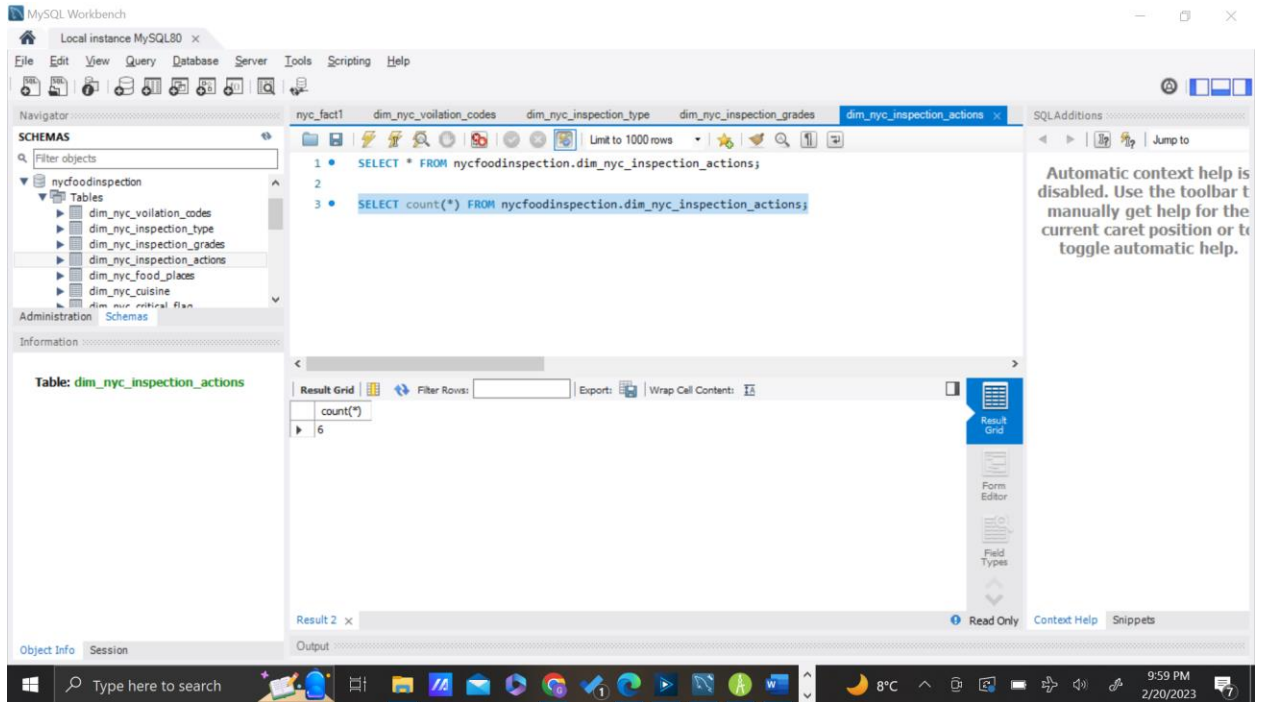 MySQL Workbench
Local instance MySQL80
File Edit View Query Database Server Tools Scripting Help
Navigator
SCHEMAS
Filter objects
nycfoodinspection
Tables
dim_nyc_voilation_codes
dim_nyc_inspection_type
dim_nyc_inspection_grades
dim_nyc_inspection_actions
dim_nyc_food_places
dim_nyc_cuisine
dim_nyc_critical_flag
Administration Schemas
Information
Table: dim_nyc_inspection_actions
Object Info Session
nyc_fact1 dim_nyc_voilation_codes dim_nyc_inspection_type dim_nyc_inspection_grades dim_nyc_inspection_actions
Limit to 1000 rows
1 SELECT * FROM nycfoodinspection.dim_nyc_inspection_actions;
2
3 SELECT count(*) FROM nycfoodinspection.dim_nyc_inspection_actions;
Result Grid Filter Rows: Export: Wrap Cell Content:
count(*)
6
Result
Grid
Form
Editor
Field
Types
Result 2 Read Only
Output
SQLAdditions
Jump to
Automatic context help is
disabled. Use the toolbar t
manually get help for the
current caret position or to
toggle automatic help.
Context Help Snippets
Type here to search
8°C
9:59 PM
2/20/2023